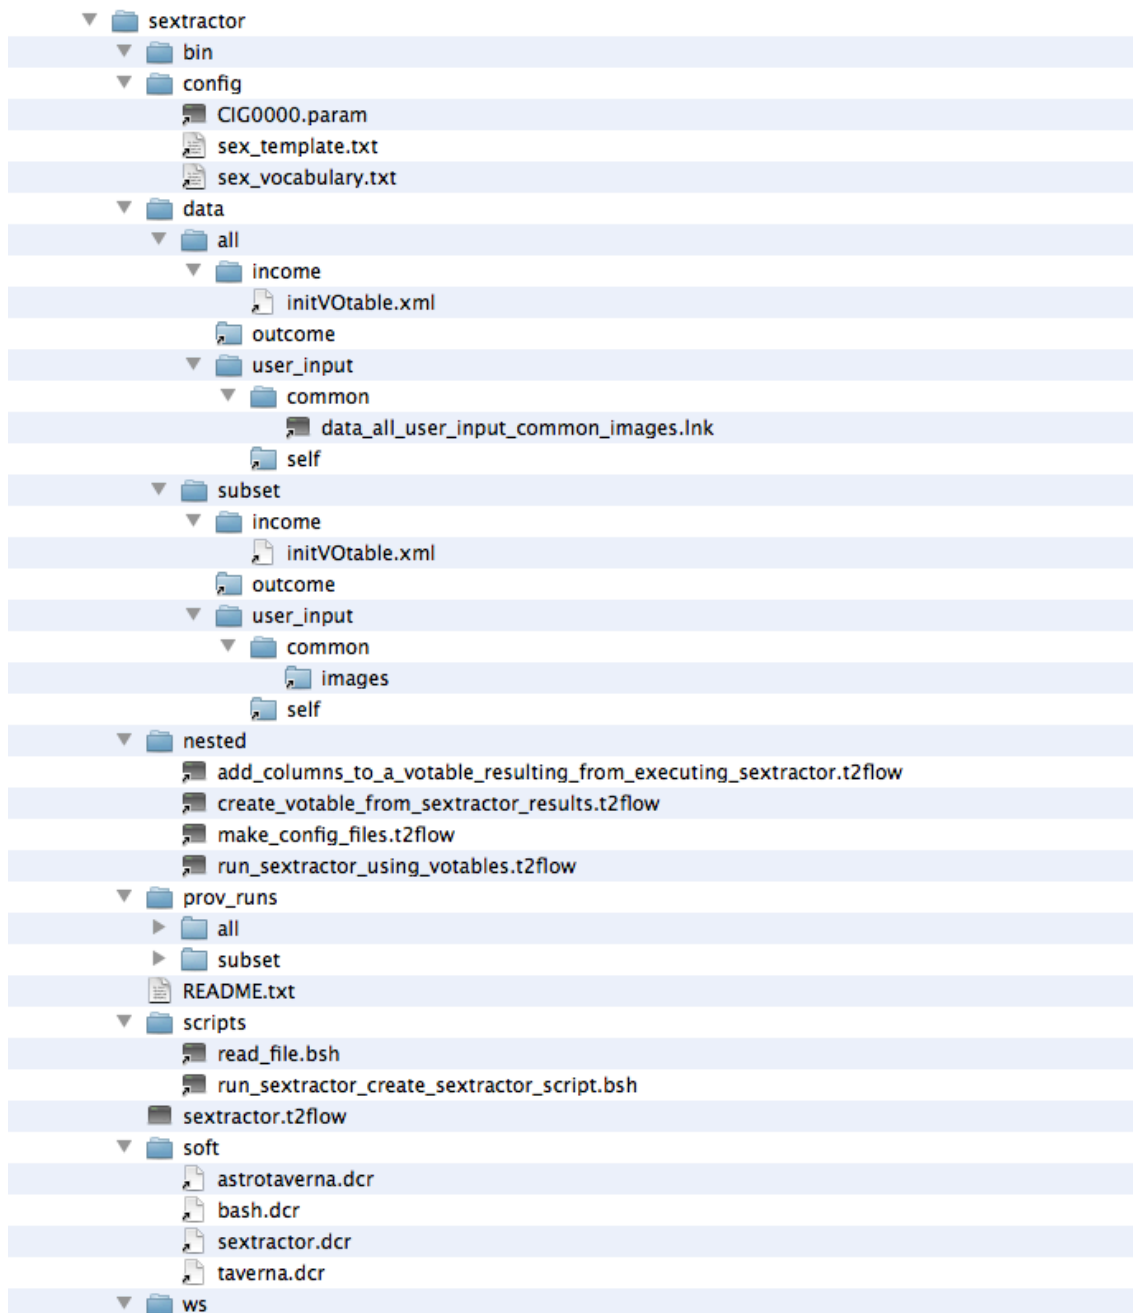 sextractor
bin
config
CIG0000.param
sex_template.txt
sex_vocabulary.txt
data
all
income
initVOtable.xml
outcome
user_input
common
data_all_user_input_common_images.lnk
self
subset
income
initVOtable.xml
outcome
user_input
common
images
self
nested
add_columns_to_a_votable_resulting_from_executing_sextractor.t2flow
create_votable_from_sextractor_results.t2flow
make_config_files.t2flow
run_sextractor_using_votables.t2flow
prov_runs
all
subset
README.txt
scripts
read_file.bsh
run_sextractor_create_sextractor_script.bsh
sextractor.t2flow
soft
astrotaverna.dcr
bash.dcr
sextractor.dcr
taverna.dcr
ws